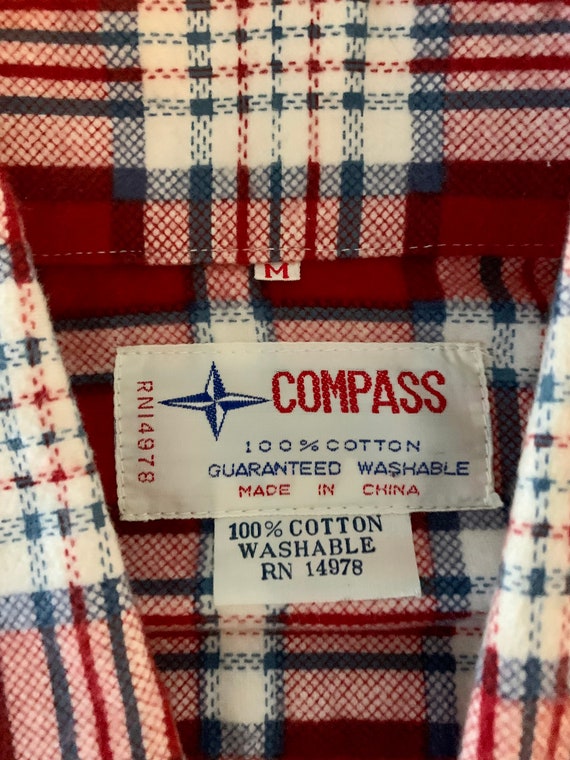 M
RN14978
COMPASS
100% COTTON
GUARANTEED WASHABLE
MADE IN CHINA
100% COTTON
WASHABLE
RN 14978